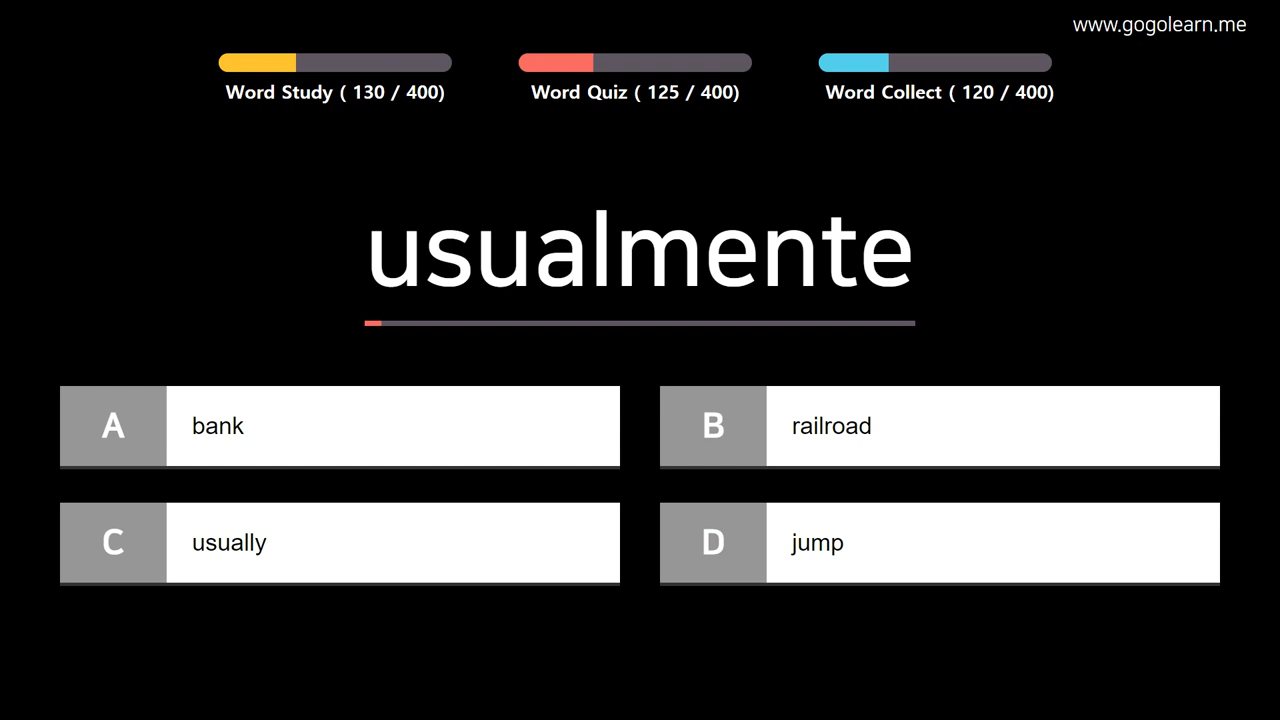 www.gogolearn.me
Word Study ( 130 / 400)
Word Quiz ( 125 / 400)
Word Collect ( 120 / 400)
usualmente
A bank
B railroad
C usually
D jump